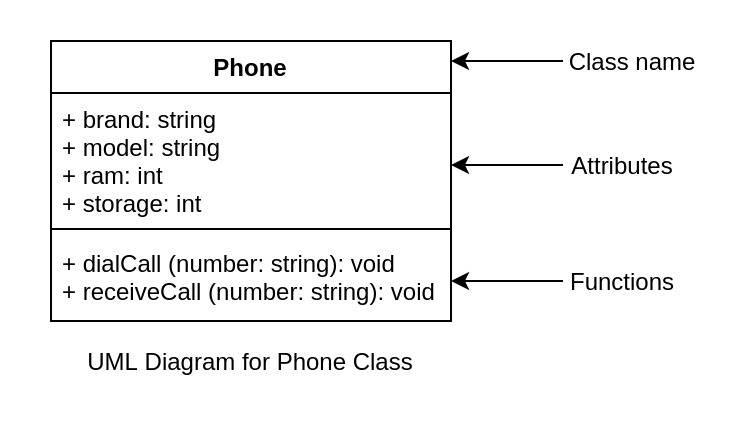 Phone
Class name
+ brand: string
+ model: string
+ ram: int
+ storage: int
Attributes
+ dialCall (number: string): void
+ receiveCall (number: string): void
Functions
UML Diagram for Phone Class